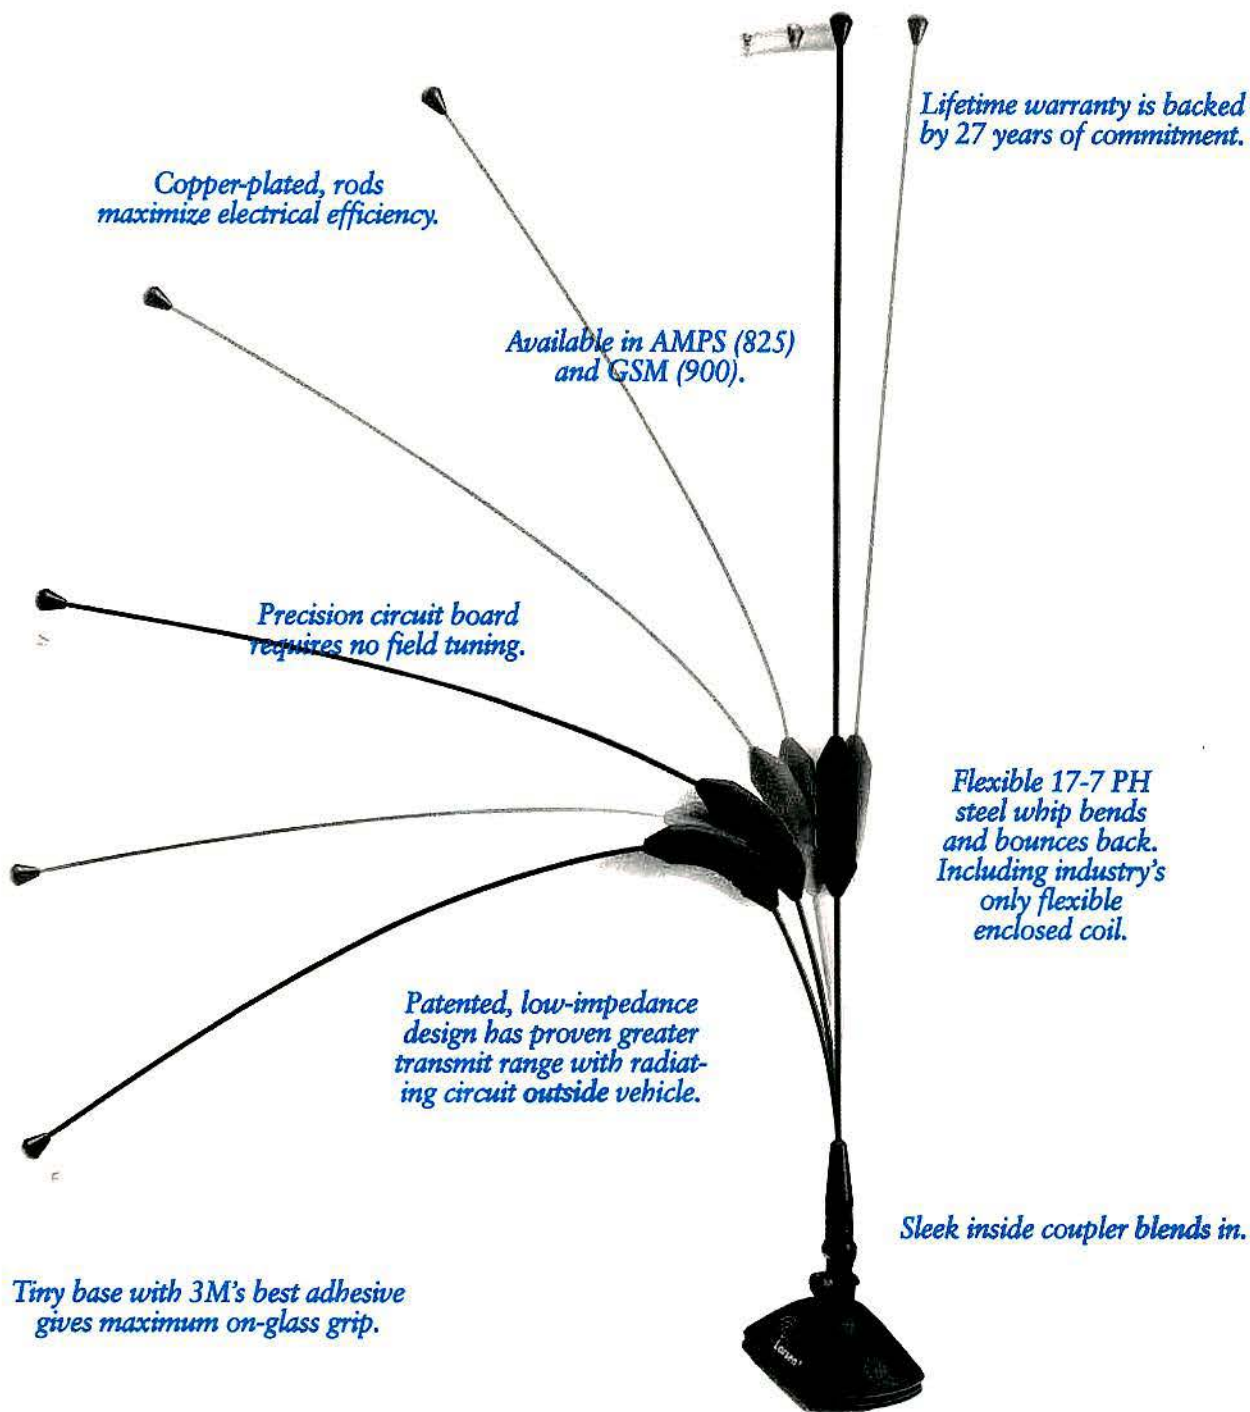 Lifetime warranty is backed
by 27 years of commitment.
Copper-plated, rods
maximize electrical efficiency.
Available in AMPS (825)
and GSM (900).
Precision circuit board
requires no field tuning.
Flexible 17-7 PH
steel whip bends
and bounces back.
Including industry's
only flexible
enclosed coil.
Patented, low-impedance
design has proven greater
transmit range with radiat-
ing circuit outside vehicle.
Sleek inside coupler blends in.
Tiny base with 3M's best adhesive
gives maximum on-glass grip.
Larsen